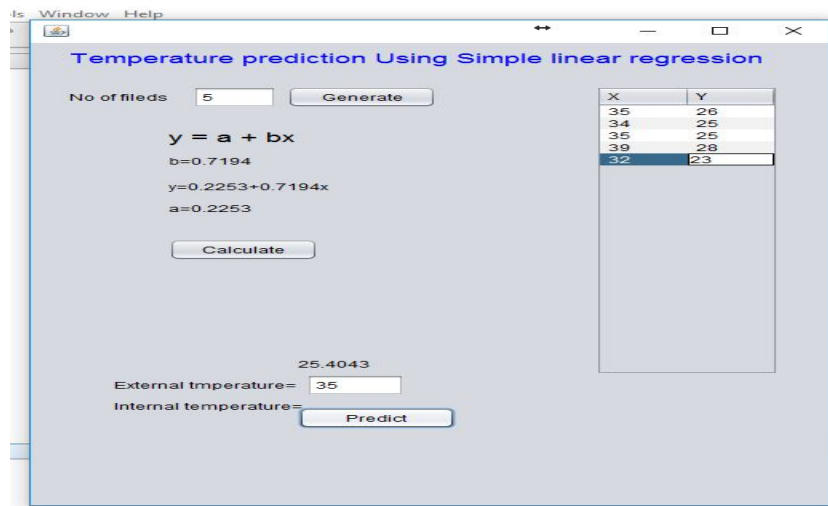 ls Window Help
Temperature prediction Using Simple linear regression
No of fileds 5 Generate
y = a + bx
b=0.7194
y=0.2253+0.7194x
a=0.2253
Calculate
X Y
35 26
34 25
35 25
39 28
32 23
25.4043
External tmperature= 35
Internal temperature=
Predict